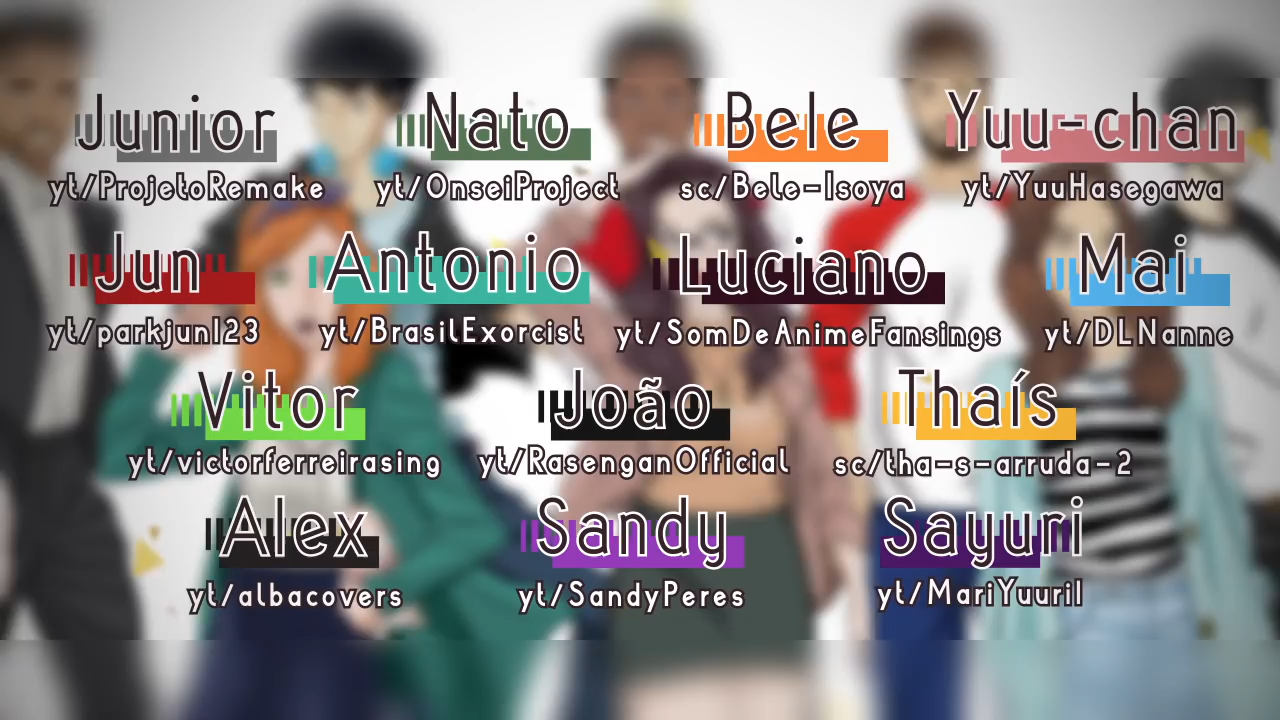 Junior Nato Bele Yuu-chan
yt/ProjetoRemake yt/OnseiProject sc/Bele-Isoya yt/YuuHasegawa
Jun Antonio Luciano Mai
yt/parkjun123 yt/BrasilExorcist yt/SomDeAnimeFansings yt/DLNanne
Vitor João Thaís
yt/victorferreirasing yt/RasenganOfficial sc/tha-s-arruda-2
Alex Sandy Sayuri
yt/albacovers yt/SandyPeres yt/MariYuuri1